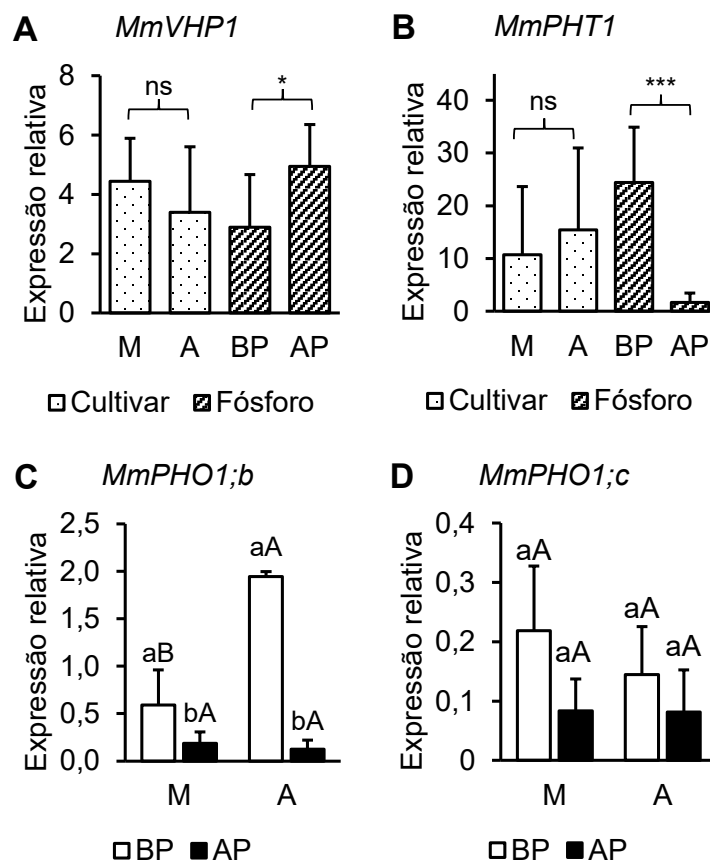 A MmVHP1
Expressão relativa
8
6
4
2
0
ns
*
M A BP AP
Cultivar Fósforo
B MmPHT1
Expressão relativa
40
30
20
10
0
ns
***
M A BP AP
Cultivar Fósforo
C MmPHO1;b
Expressão relativa
2,5
2,0
1,5
1,0
0,5
0,0
aB bA aA bA
M A
BP AP
D MmPHO1;c
Expressão relativa
0,4
0,3
0,2
0,1
0
aA aA aA aA
M A
BP AP